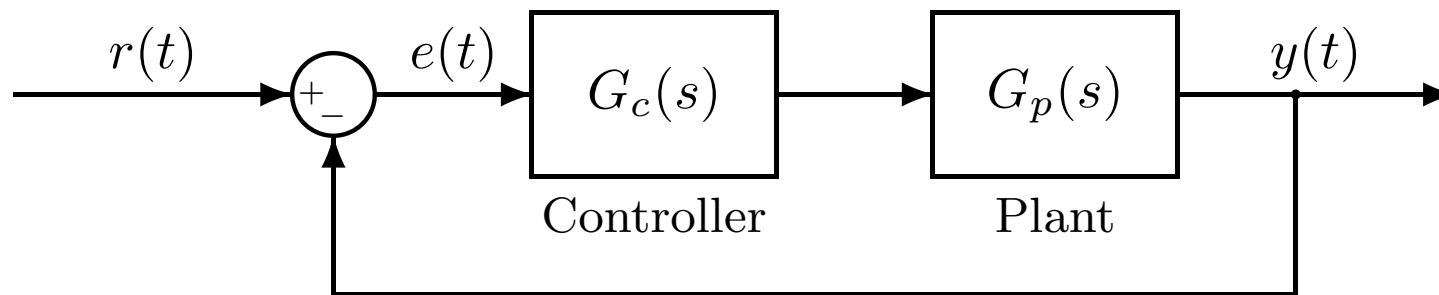 r(t)
e(t)
G_c(s)
G_p(s)
y(t)
+
−
Controller
Plant